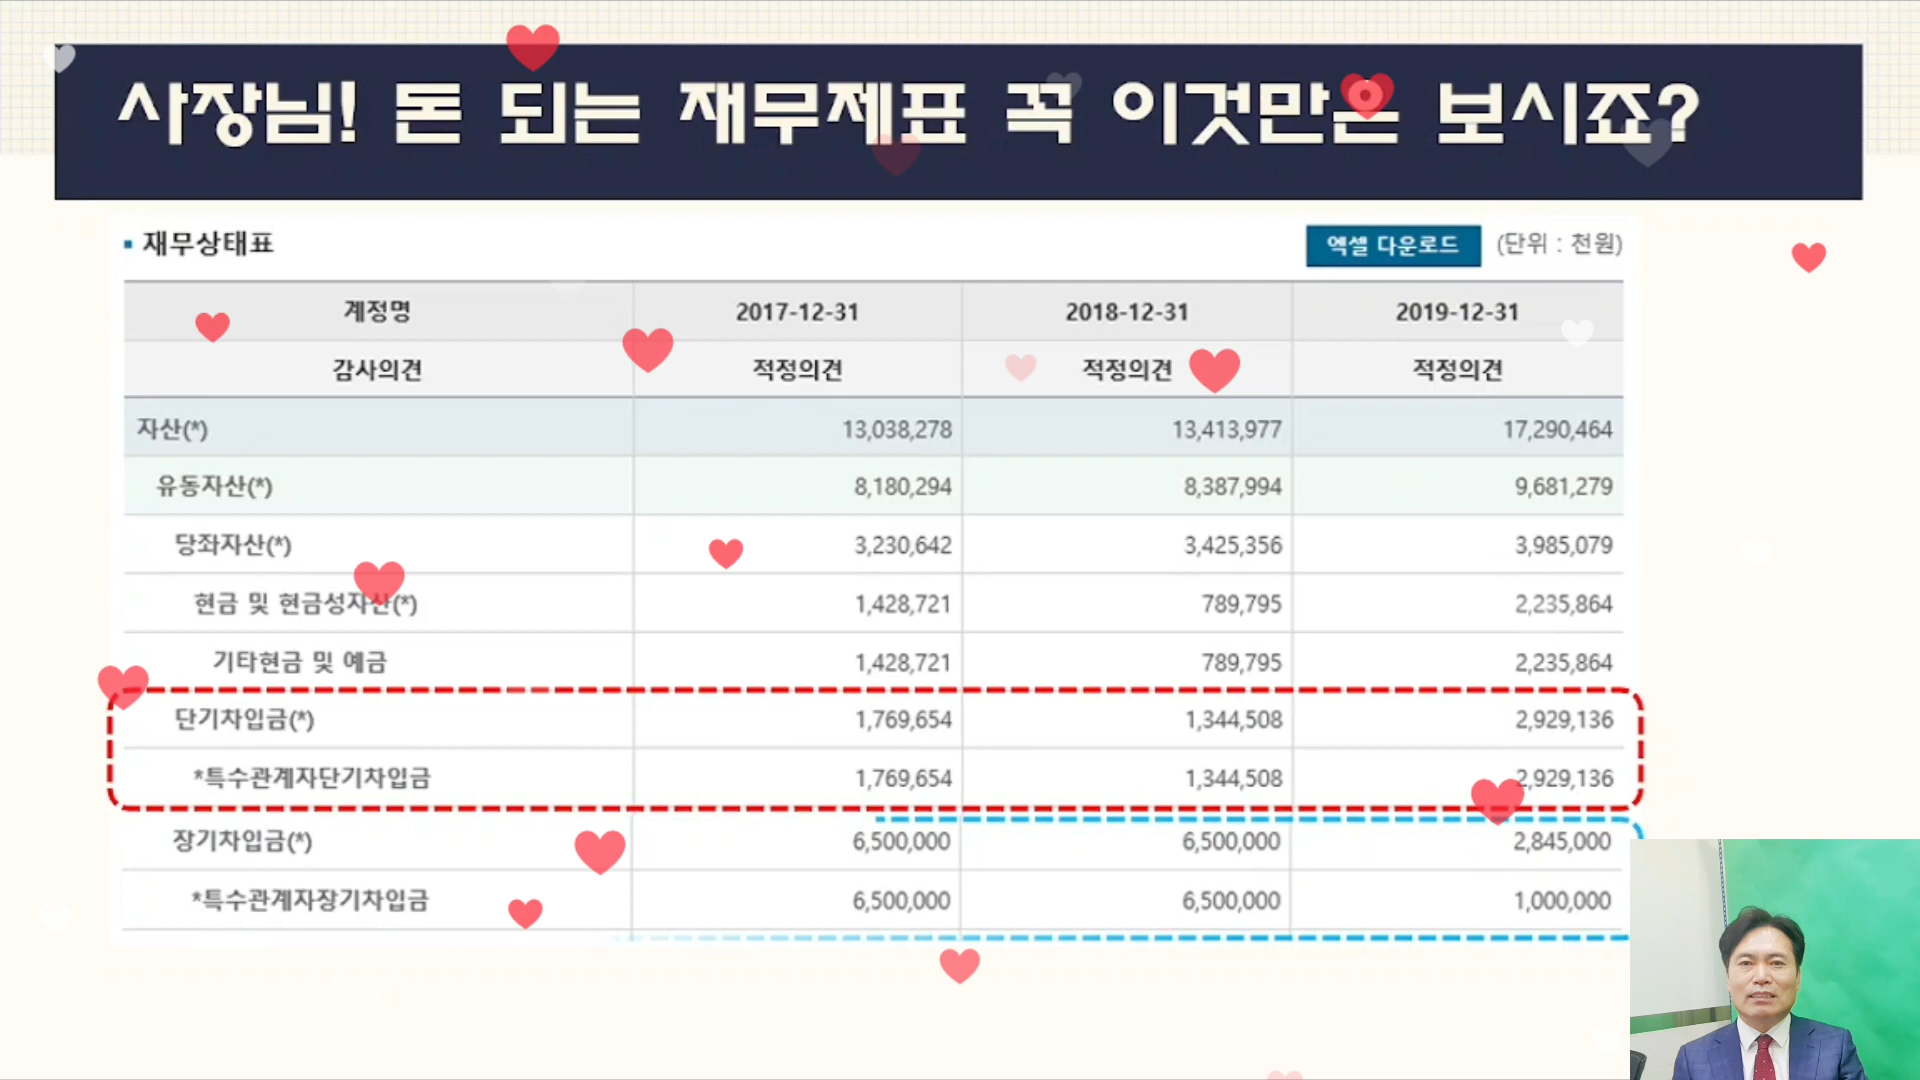 사장님! 돈 되는 재무제표 꼭 이것만은 보시죠?
▪ 재무상태표 엑셀 다운로드 (단위 : 천원)
계정명 2017-12-31 2018-12-31 2019-12-31
감사의견 적정의견 적정의견 적정의견
자산(*) 13,038,278 13,413,977 17,290,464
유동자산(*) 8,180,294 8,387,994 9,681,279
당좌자산(*) 3,230,642 3,425,356 3,985,079
현금 및 현금성자산(*) 1,428,721 789,795 2,235,864
기타현금 및 예금 1,428,721 789,795 2,235,864
단기차입금(*) 1,769,654 1,344,508 2,929,136
*특수관계자단기차입금 1,769,654 1,344,508 2,929,136
장기차입금(*) 6,500,000 6,500,000 2,845,000
*특수관계자장기차입금 6,500,000 6,500,000 1,000,000